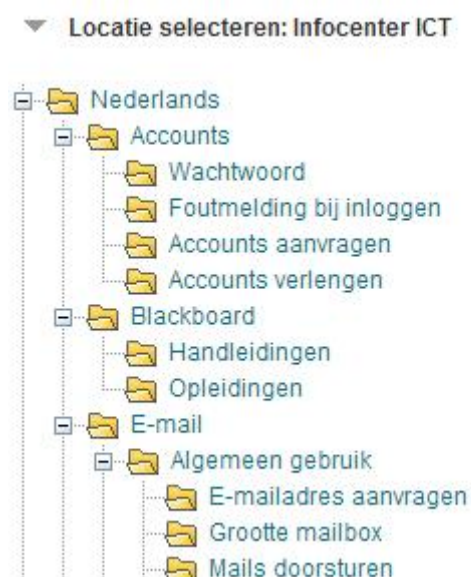 Locatie selecteren: Infocenter ICT
Nederlands
Accounts
Wachtwoord
Foutmelding bij inloggen
Accounts aanvragen
Accounts verlengen
Blackboard
Handleidingen
Opleidingen
E-mail
Algemeen gebruik
E-mailadres aanvragen
Grootte mailbox
Mails doorsturen